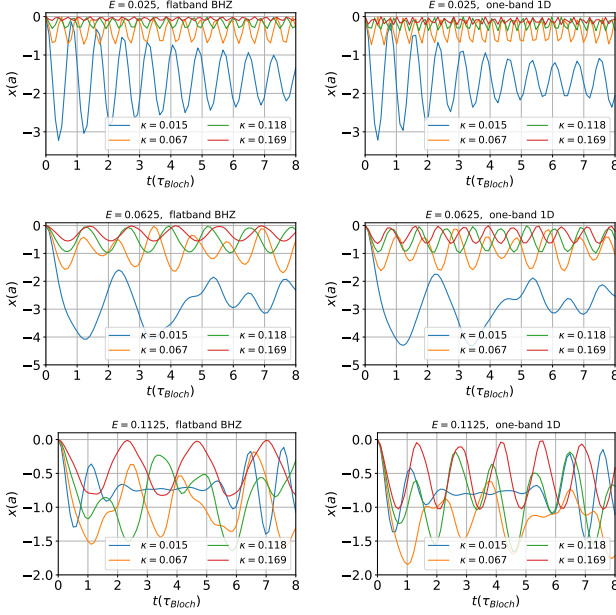 E = 0.025, flatband BHZ
x(a)
0
−1
−2
−3
κ = 0.015 κ = 0.118
κ = 0.067 κ = 0.169
0 1 2 3 4 5 6 7 8
t(τBloch)
E = 0.025, one-band 1D
x(a)
0
−1
−2
−3
κ = 0.015 κ = 0.118
κ = 0.067 κ = 0.169
0 1 2 3 4 5 6 7 8
t(τBloch)
E = 0.0625, flatband BHZ
x(a)
0
−1
−2
−3
−4
−5
κ = 0.015 κ = 0.118
κ = 0.067 κ = 0.169
0 1 2 3 4 5 6 7 8
t(τBloch)
E = 0.0625, one-band 1D
x(a)
0
−1
−2
−3
−4
−5
κ = 0.015 κ = 0.118
κ = 0.067 κ = 0.169
0 1 2 3 4 5 6 7 8
t(τBloch)
E = 0.1125, flatband BHZ
x(a)
0.0
−0.5
−1.0
−1.5
−2.0
κ = 0.015 κ = 0.118
κ = 0.067 κ = 0.169
0 1 2 3 4 5 6 7 8
t(τBloch)
E = 0.1125, one-band 1D
x(a)
0.0
−0.5
−1.0
−1.5
−2.0
κ = 0.015 κ = 0.118
κ = 0.067 κ = 0.169
0 1 2 3 4 5 6 7 8
t(τBloch)